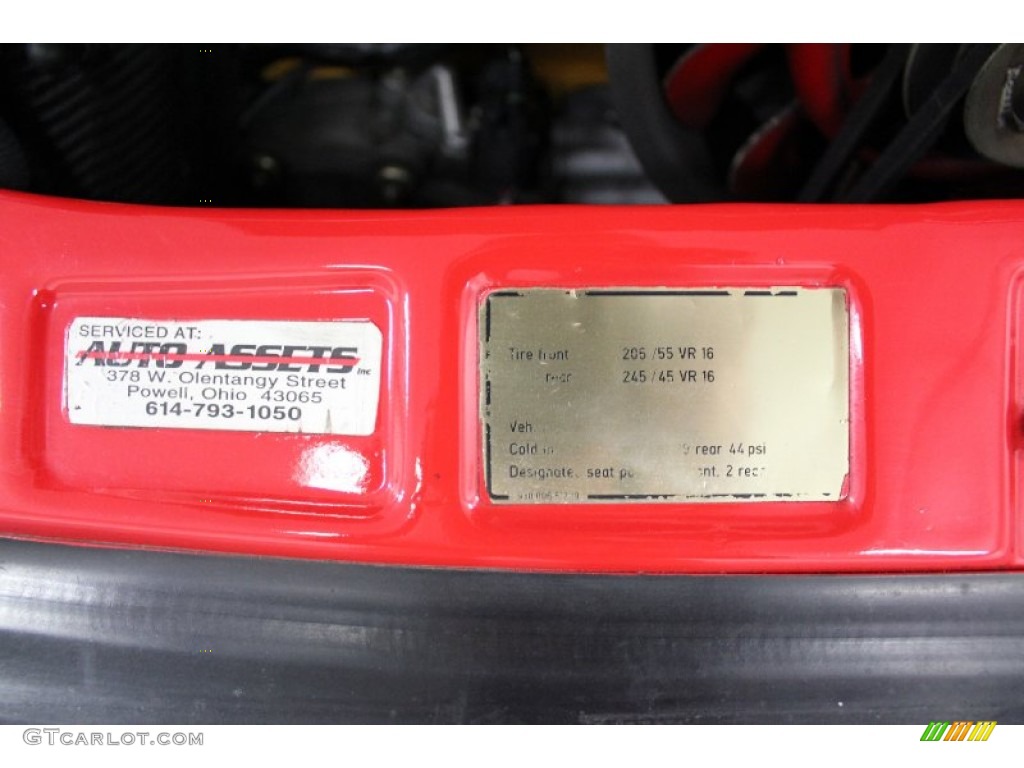 SERVICED AT:
AUTO ASSETS Inc
378 W. Olentangy Street
Powell, Ohio 43065
614-793-1050
Tire front 205/55 VR 16
rear 245/45 VR 16
Veh
Cold rear 44 psi
Designate seat 2 rear
GTCARLOT.COM